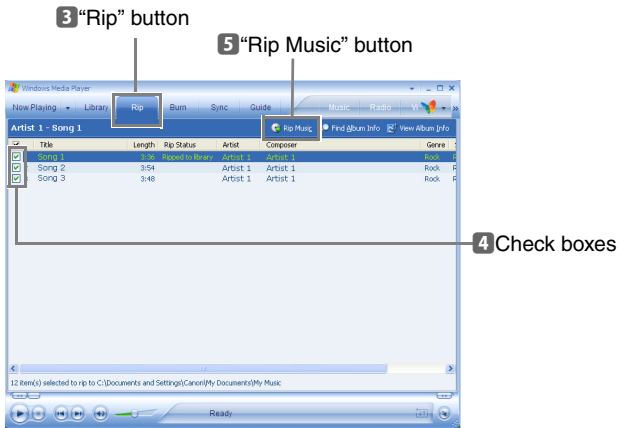 3 “Rip” button
5 “Rip Music” button
Windows Media Player
Now Playing Library Rip Burn Sync Guide Music Radio Vi »
Artist 1 - Song 1 Rip Music Find Album Info View Album Info
Title Length Rip Status Artist Composer Genre
Song 1 3:36 Ripped to library Artist 1 Artist 1 Rock
Song 2 3:54 Artist 1 Artist 1 Rock
Song 3 3:48 Artist 1 Artist 1 Rock
4 Check boxes
12 item(s) selected to rip to C:\Documents and Settings\Canon\My Documents\My Music
Ready